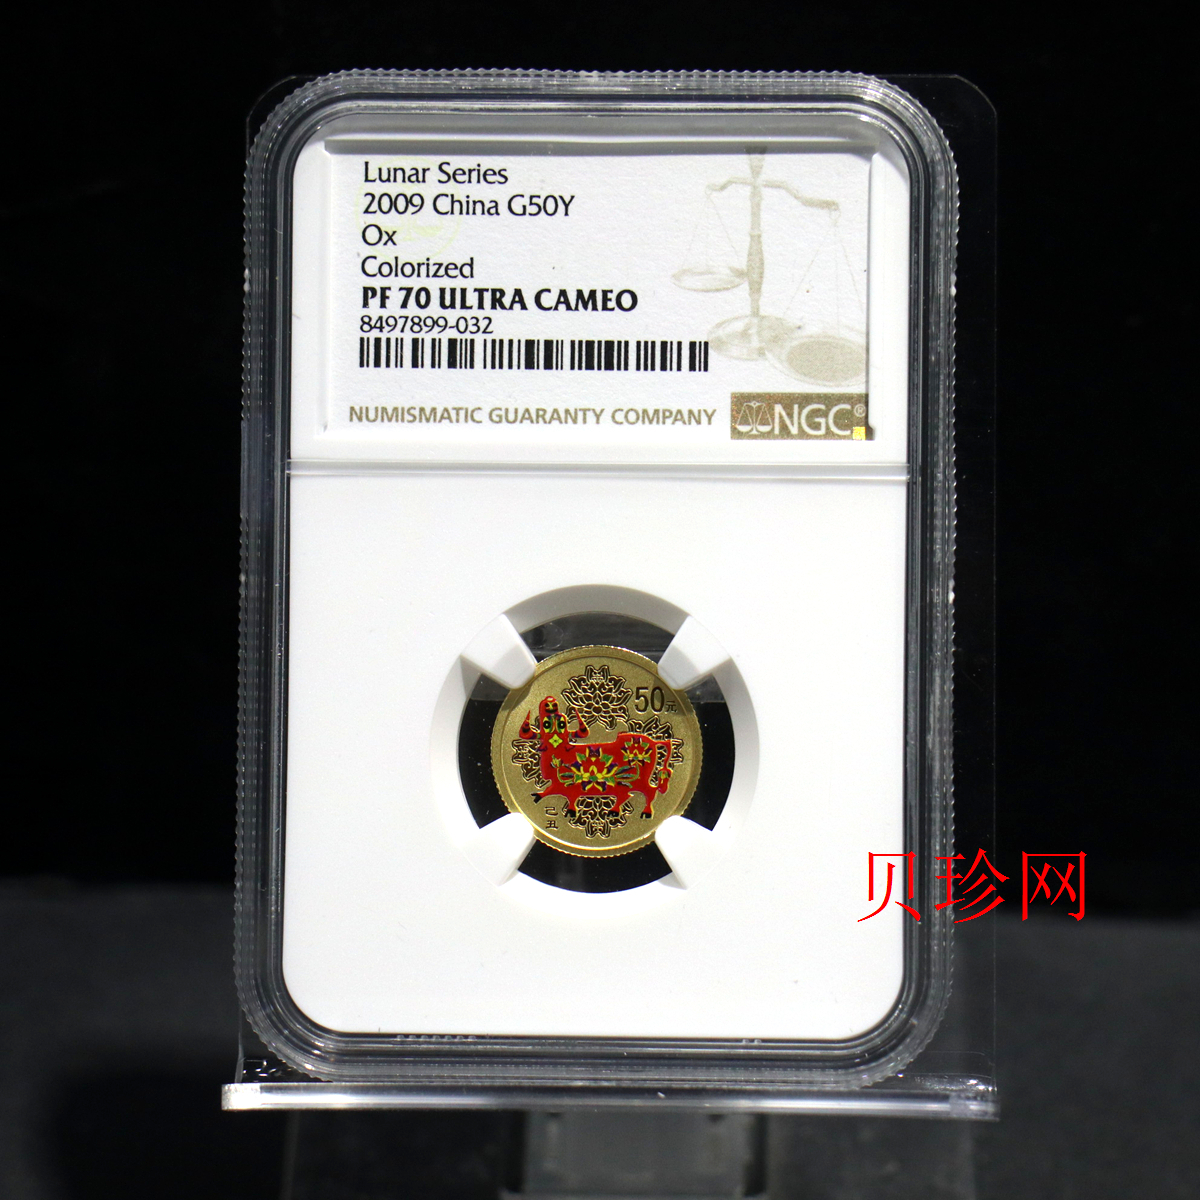 Lunar Series
2009 China G50Y
Ox
Colorized
PF 70 ULTRA CAMEO
8497899-032
NUMISMATIC GUARANTY COMPANY
NGC®
50元
己丑
贝珍网